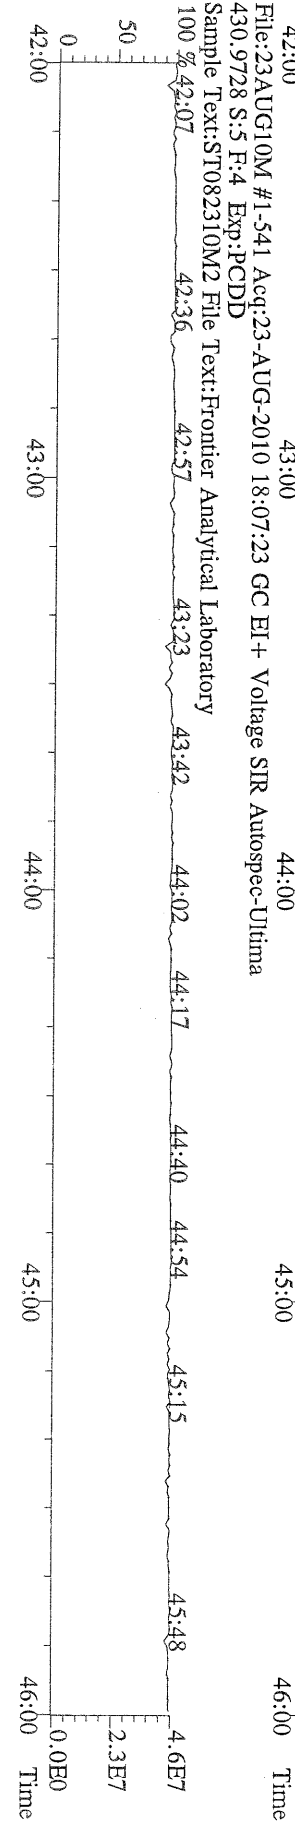 42:00 43:00 44:00 45:00 46:00 Time
File:23AUG10M #1-541 Acq:23-AUG-2010 18:07:23 GC EI+ Voltage SIR Autospec-Ultima
430.9728 S:5 F:4 Exp:PCDD
Sample Text:ST082310M2 File Text:Frontier Analytical Laboratory
100 % 42:07 42:36 42:57 43:23 43:42 44:02 44:17 44:40 44:54 45:15 45:48 4.6E7
50 2.3E7
0 0.0E0
42:00 43:00 44:00 45:00 46:00 Time